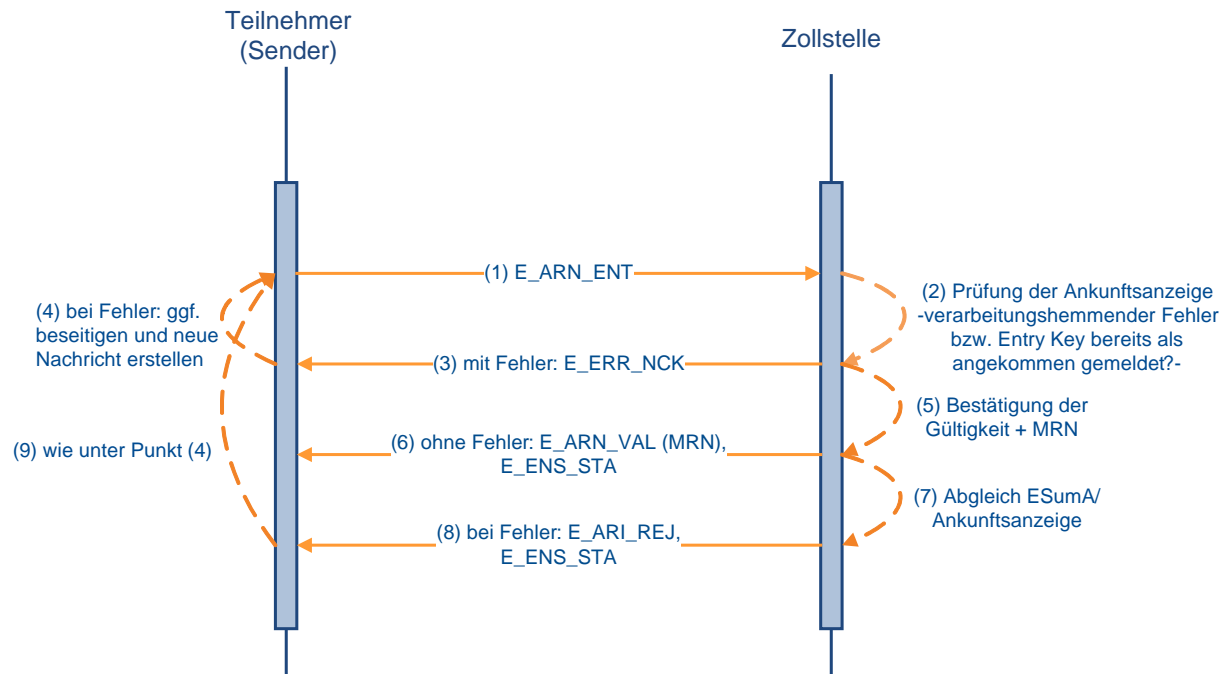 Teilnehmer
(Sender)
Zollstelle
(1) E_ARN_ENT
(2) Prüfung der Ankunftsanzeige
-verarbeitungshemmender Fehler
bzw. Entry Key bereits als
angekommen gemeldet?-
(4) bei Fehler: ggf.
beseitigen und neue
Nachricht erstellen
(3) mit Fehler: E_ERR_NCK
(5) Bestätigung der
Gültigkeit + MRN
(9) wie unter Punkt (4)
(6) ohne Fehler: E_ARN_VAL (MRN),
E_ENS_STA
(7) Abgleich ESumA/
Ankunftsanzeige
(8) bei Fehler: E_ARI_REJ,
E_ENS_STA